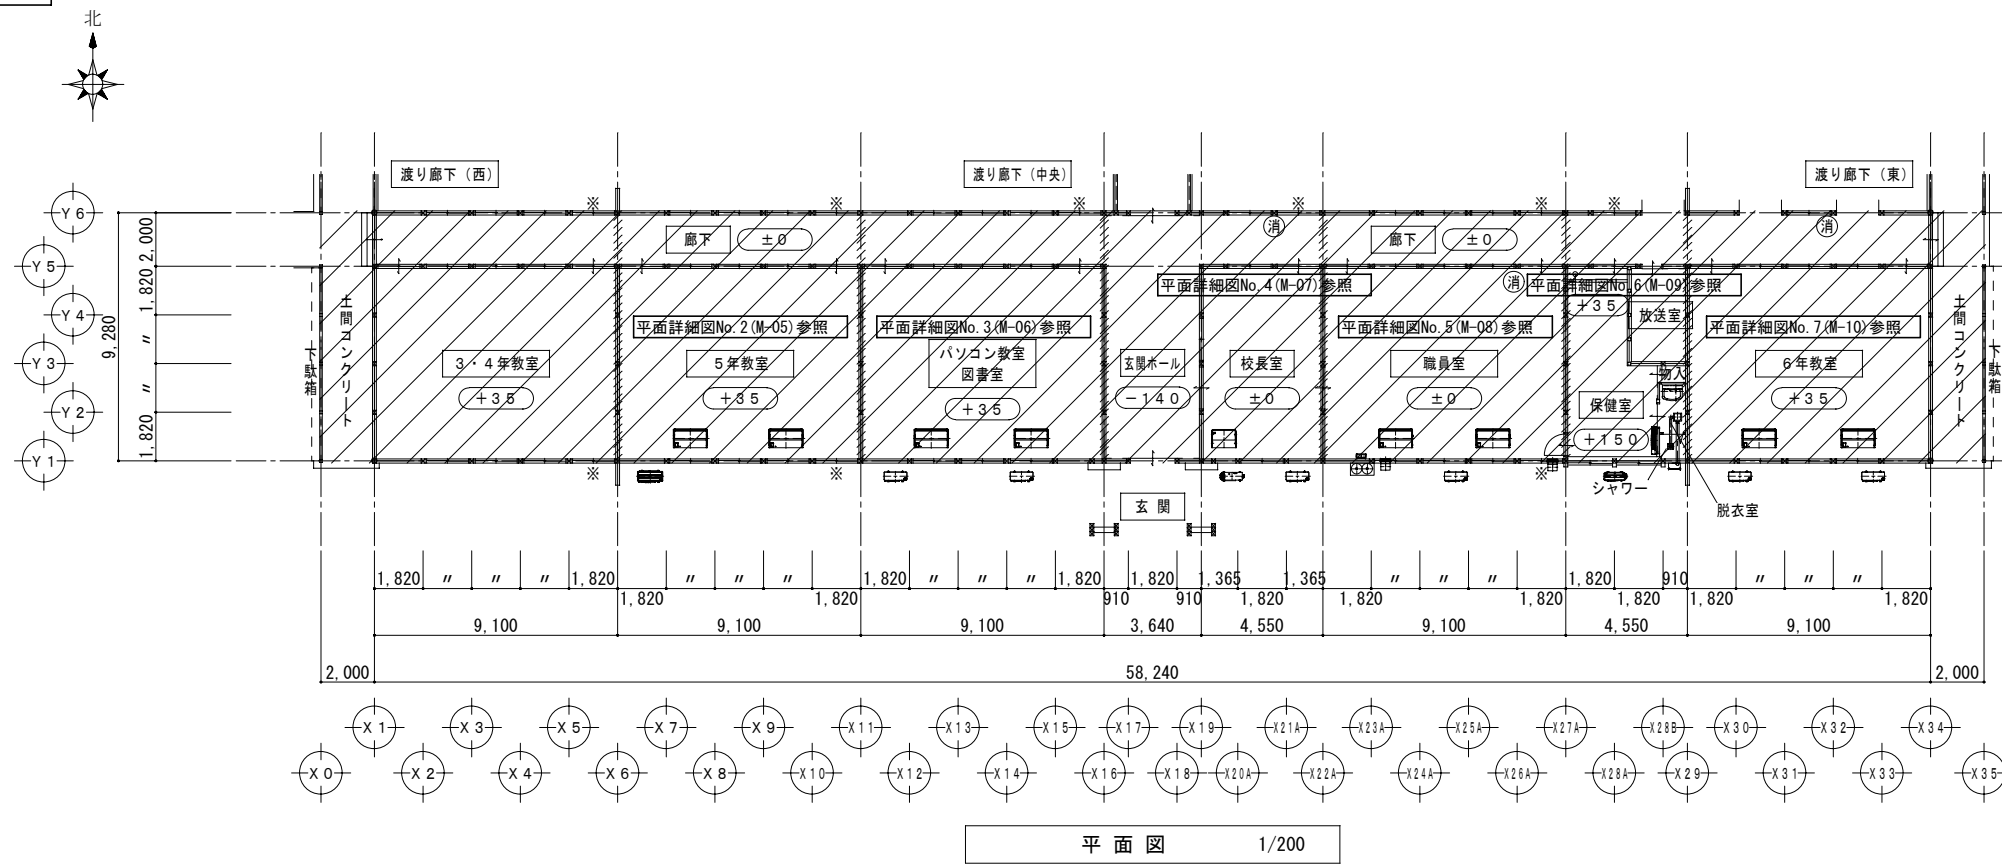 北
渡り廊下（西）
渡り廊下（中央）
渡り廊下（東）
※ ※ ※ ※ ※ ※
Y6
Y5
Y4
Y3
Y2
Y1
2,000
1,820
〃
〃
1,820
9,280
廊下 ±0
消
廊下 ±0
消
平面詳細図No.4(M-07)参照
消
平面詳細図No.6(M-09)参照
+35
放送室
平面詳細図No.2(M-05)参照
平面詳細図No.3(M-06)参照
平面詳細図No.5(M-08)参照
平面詳細図No.7(M-10)参照
下駄箱
土間コンクリート
3・4年教室
+35
5年教室
+35
パソコン教室
図書室
+35
玄関ホール
-140
校長室
±0
職員室
±0
物入
保健室
+150
6年教室
+35
土間コンクリート
下駄箱
※ ※ ※
シャワー
脱衣室
玄関
1,820 〃 〃 〃 1,820 〃 〃 〃 1,820 〃 〃 〃 1,820 1,820 1,365 1,365 〃 〃 〃 1,820 910 〃 〃 〃
1,820 1,820 910 910 1,820 1,820 1,820 1,820 1,820 1,820
9,100 9,100 9,100 3,640 4,550 9,100 4,550 9,100
2,000 58,240 2,000
X1 X3 X5 X7 X9 X11 X13 X15 X17 X19 X21A X23A X25A X27A X28B X30 X32 X34
X0 X2 X4 X6 X8 X10 X12 X14 X16 X18 X20A X22A X24A X26A X28A X29 X31 X33 X35
平面図 1/200